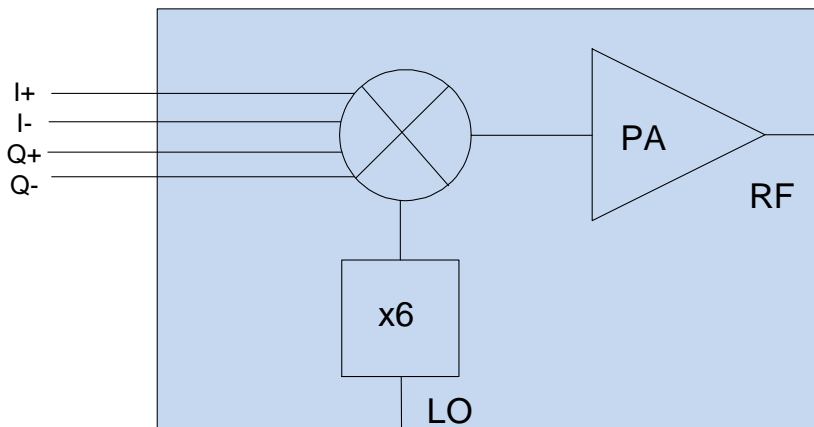 I+
I-
Q+
Q-
PA
RF
x6
LO